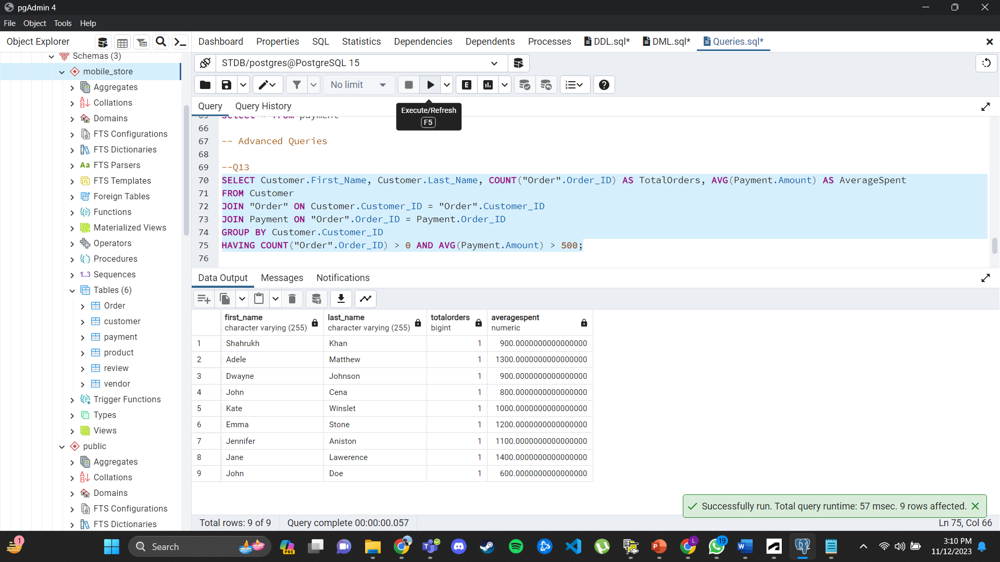 pgAdmin 4
File Object Tools Help
Object Explorer
Dashboard Properties SQL Statistics Dependencies Dependents Processes DDL.sql* DML.sql* Queries.sql*
Schemas (3)
mobile_store
Aggregates
Collations
Domains
FTS Configurations
FTS Dictionaries
Aa FTS Parsers
FTS Templates
Foreign Tables
Functions
Materialized Views
Operators
Procedures
1..3 Sequences
Tables (6)
Order
customer
payment
product
review
vendor
Trigger Functions
Types
Views
public
Aggregates
Collations
Domains
FTS Configurations
FTS Dictionaries
STDB/postgres@PostgreSQL 15
No limit
E
Execute/Refresh
F5
Query Query History
65 select * from payment
66
67 -- Advanced Queries
68
69 --Q13
70 SELECT Customer.First_Name, Customer.Last_Name, COUNT("Order".Order_ID) AS TotalOrders, AVG(Payment.Amount) AS AverageSpent
71 FROM Customer
72 JOIN "Order" ON Customer.Customer_ID = "Order".Customer_ID
73 JOIN Payment ON "Order".Order_ID = Payment.Order_ID
74 GROUP BY Customer.Customer_ID
75 HAVING COUNT("Order".Order_ID) > 0 AND AVG(Payment.Amount) > 500;
76
Data Output Messages Notifications
first_name last_name totalorders averagespent
character varying (255) character varying (255) bigint numeric
1 Shahrukh Khan 1 900.0000000000000000
2 Adele Matthew 1 1300.0000000000000000
3 Dwayne Johnson 1 900.0000000000000000
4 John Cena 1 800.0000000000000000
5 Kate Winslet 1 1000.0000000000000000
6 Emma Stone 1 1200.0000000000000000
7 Jennifer Aniston 1 1100.0000000000000000
8 Jane Lawerence 1 1400.0000000000000000
9 John Doe 1 600.0000000000000000
Successfully run. Total query runtime: 57 msec. 9 rows affected.
Total rows: 9 of 9 Query complete 00:00:00.057 Ln 75, Col 66
1
Search
PRE
L
19
3:10 PM
11/12/2023